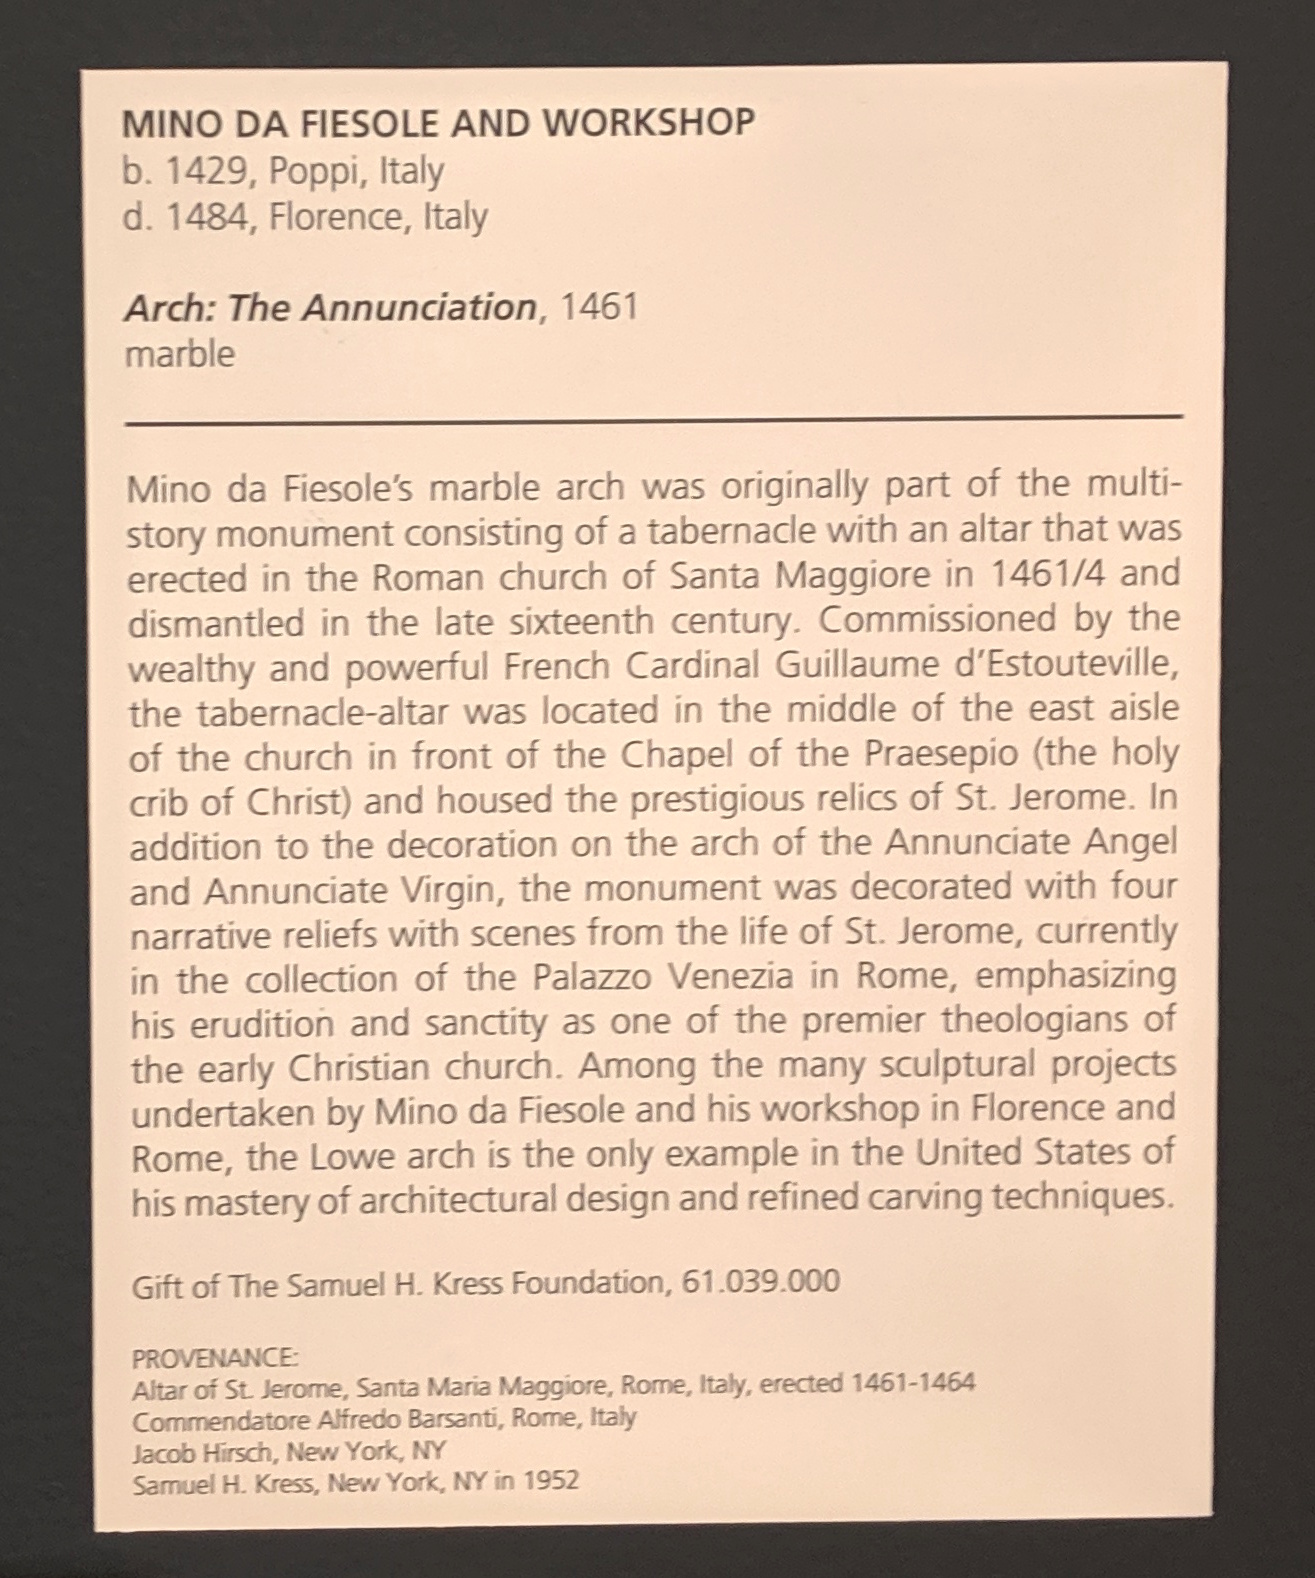 MINO DA FIESOLE AND WORKSHOP
b. 1429, Poppi, Italy
d. 1484, Florence, Italy
Arch: The Annunciation, 1461
marble
Mino da Fiesole's marble arch was originally part of the multi-
story monument consisting of a tabernacle with an altar that was
erected in the Roman church of Santa Maggiore in 1461/4 and
dismantled in the late sixteenth century. Commissioned by the
wealthy and powerful French Cardinal Guillaume d'Estouteville,
the tabernacle-altar was located in the middle of the east aisle
of the church in front of the Chapel of the Praesepio (the holy
crib of Christ) and housed the prestigious relics of St. Jerome. In
addition to the decoration on the arch of the Annunciate Angel
and Annunciate Virgin, the monument was decorated with four
narrative reliefs with scenes from the life of St. Jerome, currently
in the collection of the Palazzo Venezia in Rome, emphasizing
his erudition and sanctity as one of the premier theologians of
the early Christian church. Among the many sculptural projects
undertaken by Mino da Fiesole and his workshop in Florence and
Rome, the Lowe arch is the only example in the United States of
his mastery of architectural design and refined carving techniques.
Gift of The Samuel H. Kress Foundation, 61.039.000
PROVENANCE:
Altar of St. Jerome, Santa Maria Maggiore, Rome, Italy, erected 1461-1464
Commendatore Alfredo Barsanti, Rome, Italy
Jacob Hirsch, New York, NY
Samuel H. Kress, New York, NY in 1952